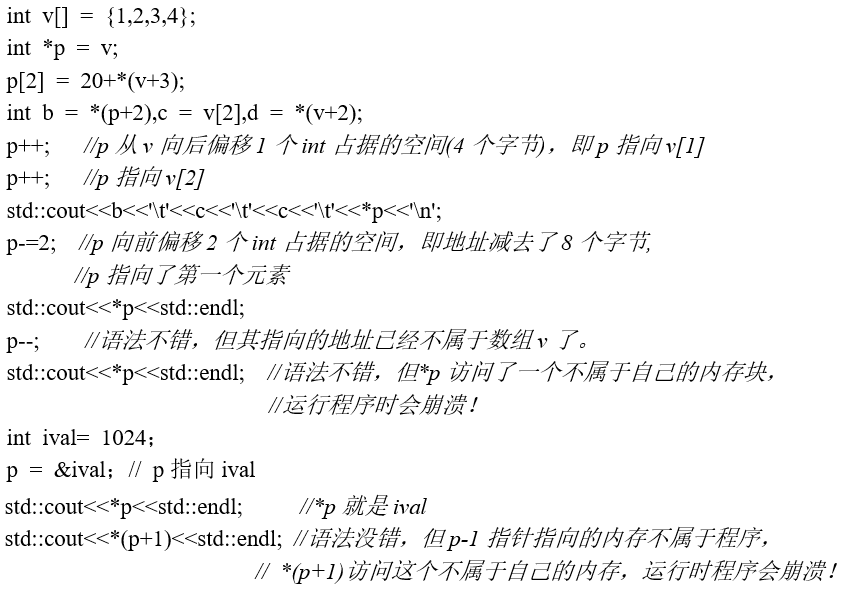 int v[] = {1,2,3,4};
int *p = v;
p[2] = 20+*(v+3);
int b = *(p+2),c = v[2],d = *(v+2);
p++; //p 从 v 向后偏移 1 个 int 占据的空间(4 个字节)，即 p 指向 v[1]
p++; //p 指向 v[2]
std::cout<<b<<'\t'<<c<<'\t'<<c<<'\t'<<*p<<'\n';
p-=2; //p 向前偏移 2 个 int 占据的空间，即地址减去了 8 个字节,
//p 指向了第一个元素
std::cout<<*p<<std::endl;
p--; //语法不错，但其指向的地址已经不属于数组 v 了。
std::cout<<*p<<std::endl; //语法不错，但*p 访问了一个不属于自己的内存块，
//运行程序时会崩溃！
int ival= 1024；
p = &ival；// p 指向 ival
std::cout<<*p<<std::endl; //*p 就是 ival
std::cout<<*(p+1)<<std::endl; //语法没错，但 p-1 指针指向的内存不属于程序，
// *(p+1)访问这个不属于自己的内存，运行时程序会崩溃！